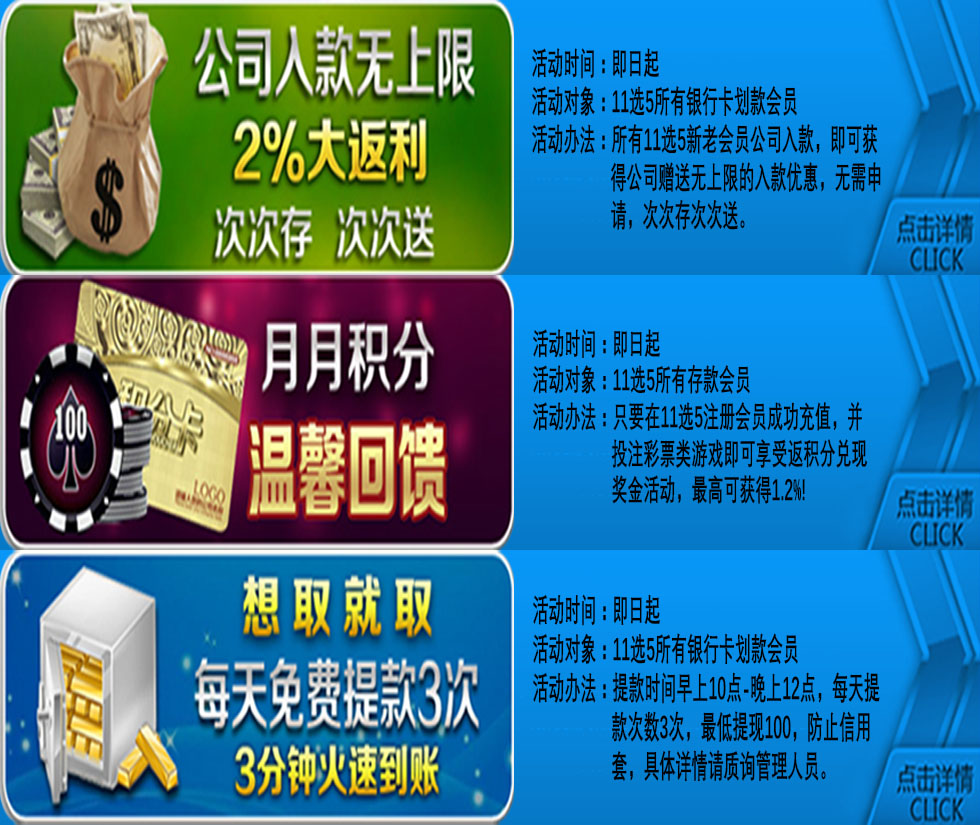 公司入款无上限
2%大返利
次次存 次次送
活动时间：即日起
活动对象：11选5所有银行卡划款会员
活动办法：所有11选5新老会员公司入款，即可获
得公司赠送无上限的入款优惠，无需申
请，次次存次次送。
点击详情
CLICK
月月积分
温馨回馈
100
LOGO
活动时间：即日起
活动对象：11选5所有存款会员
活动办法：只要在11选5注册会员成功充值，并
投注彩票类游戏即可享受返积分兑现
奖金活动，最高可获得1.2%!
点击详情
CLICK
想取就取
每天免费提款3次
3分钟火速到账
活动时间：即日起
活动对象：11选5所有银行卡划款会员
活动办法：提款时间早上10点-晚上12点，每天提
款次数3次，最低提现100，防止信用
套，具体详情请质询管理人员。
点击详情
CLICK